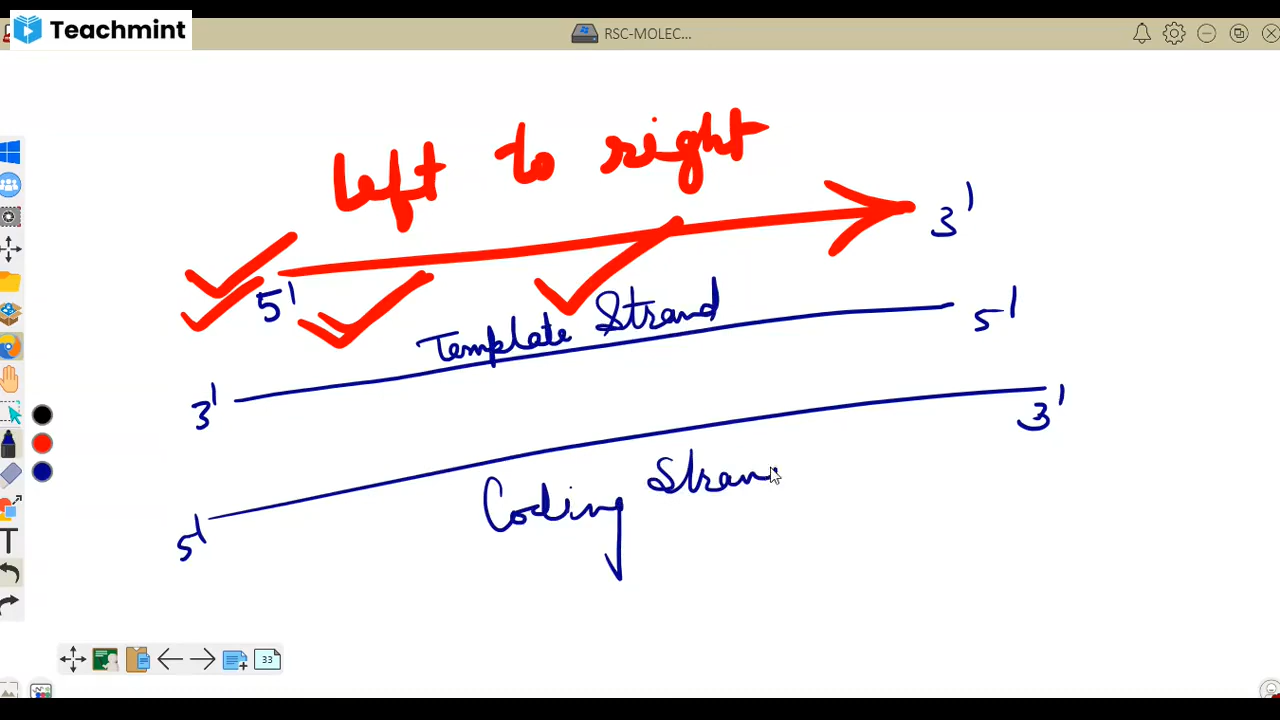 Teachmint
RSC-MOLEC...
left to right
3'
5'
Template Strand
5'
3'
3'
Coding Stran
5'
T
33